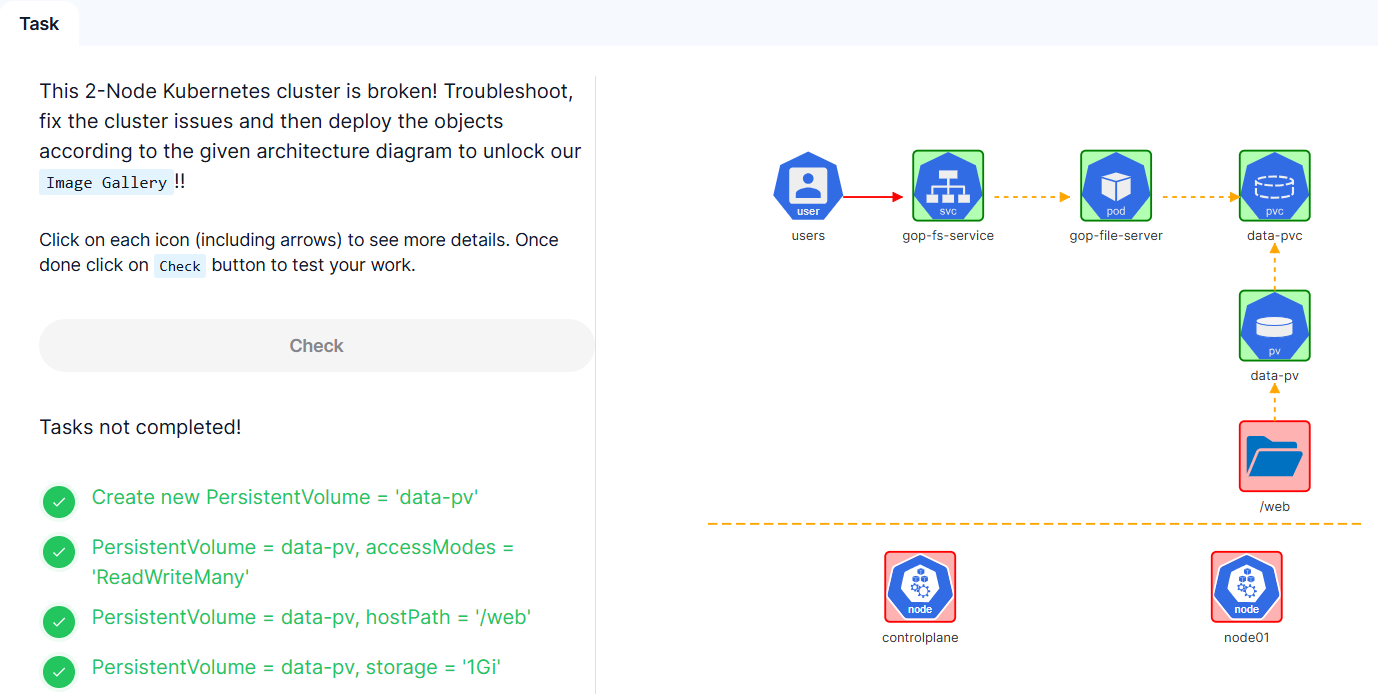 Task
This 2-Node Kubernetes cluster is broken! Troubleshoot,
fix the cluster issues and then deploy the objects
according to the given architecture diagram to unlock our
Image Gallery !!
Click on each icon (including arrows) to see more details. Once
done click on Check button to test your work.
Check
Tasks not completed!
Create new PersistentVolume = 'data-pv'
PersistentVolume = data-pv, accessModes =
'ReadWriteMany'
PersistentVolume = data-pv, hostPath = '/web'
PersistentVolume = data-pv, storage = '1Gi'
user
users
svc
gop-fs-service
pod
gop-file-server
pvc
data-pvc
pv
data-pv
/web
node
controlplane
node
node01